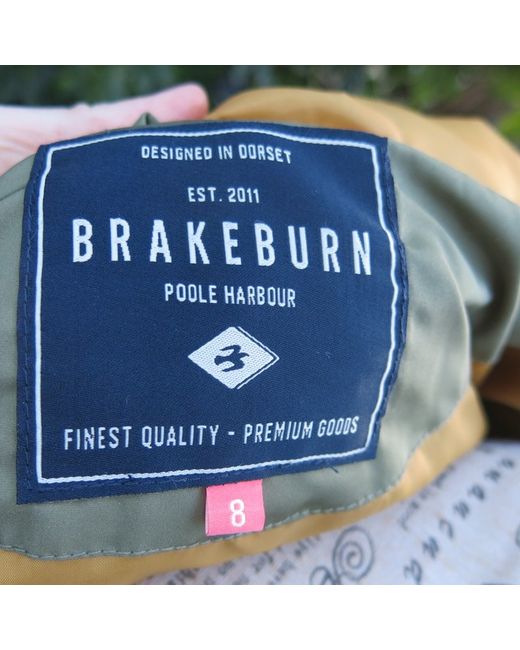 DESIGNED IN DORSET
EST. 2011
BRAKEBURN
POOLE HARBOUR
FINEST QUALITY - PREMIUM GOODS
8